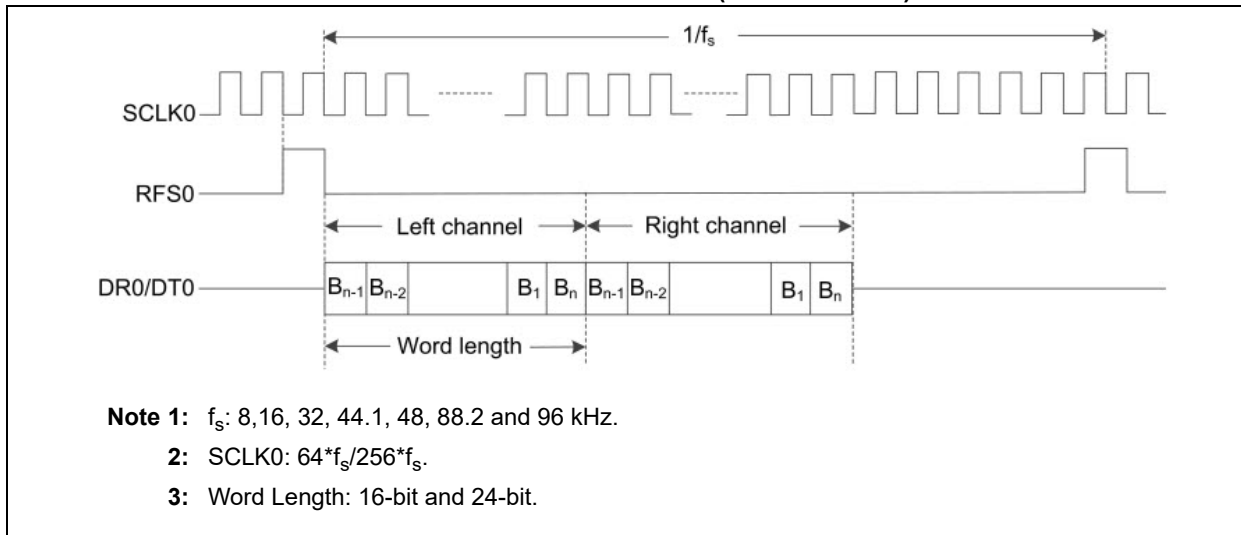 1/fs
SCLK0
RFS0
Left channel Right channel
DR0/DT0 Bn-1 Bn-2 B1 Bn Bn-1 Bn-2 B1 Bn
Word length
Note 1: fs: 8,16, 32, 44.1, 48, 88.2 and 96 kHz.
2: SCLK0: 64*fs/256*fs.
3: Word Length: 16-bit and 24-bit.